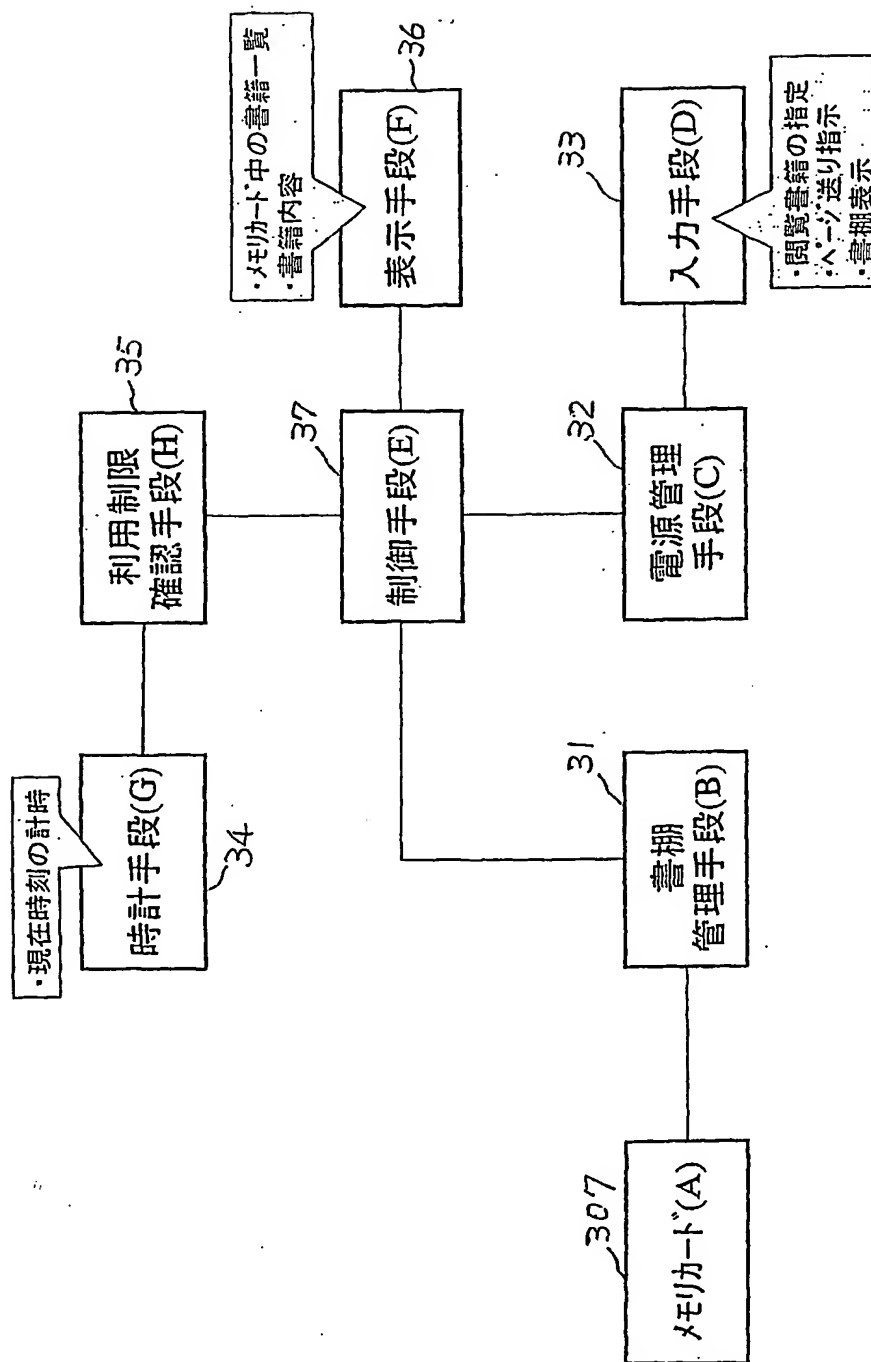 ・現在時刻の計時
時計手段(G)
34
利用制限
確認手段(H)
35
・メモリカード中の書籍一覧
・書籍内容
表示手段(F)
36
制御手段(E)
37
メモリカード(A)
307
書棚
管理手段(B)
31
電源管理
手段(C)
32
入力手段(D)
33
・閲覧書籍の指定
・ページ送り指示
・書棚表示